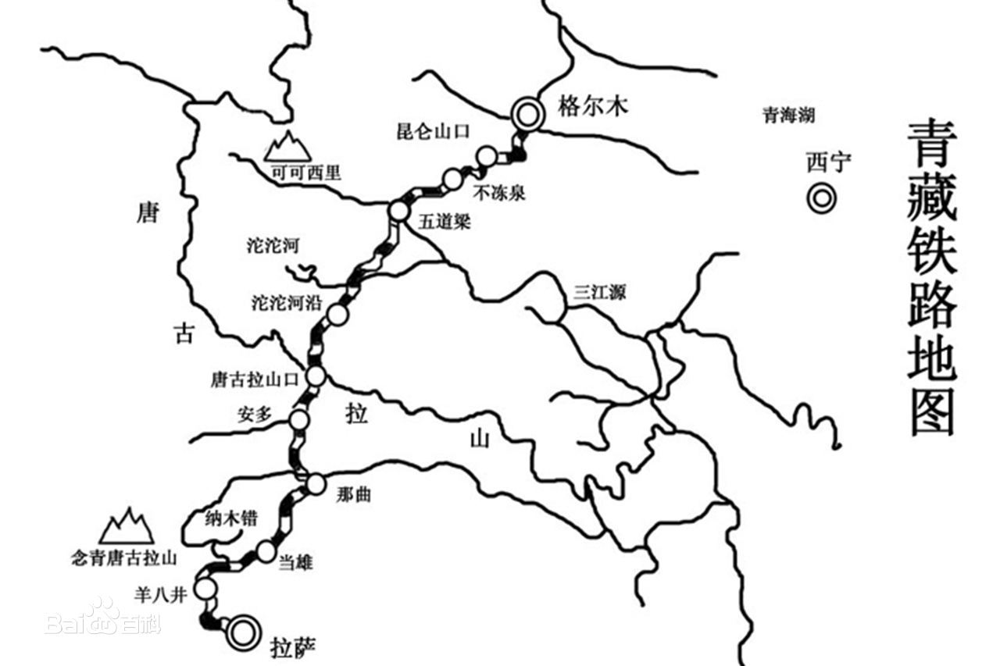 青藏铁路地图
格尔木
青海湖
昆仑山口
西宁
可可西里
不冻泉
唐
五道梁
沱沱河
三江源
沱沱河沿
古
唐古拉山口
安多
拉
山
那曲
纳木错
念青唐古拉山
当雄
羊八井
Bai百科
拉萨